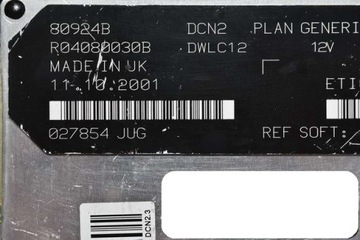 80924B DCN2 PLAN GENERI
R04080030B DWLC12 12V
MADE IN UK
11.10.2001 ETI
027854 JUG REF SOFT:
DCN2.3